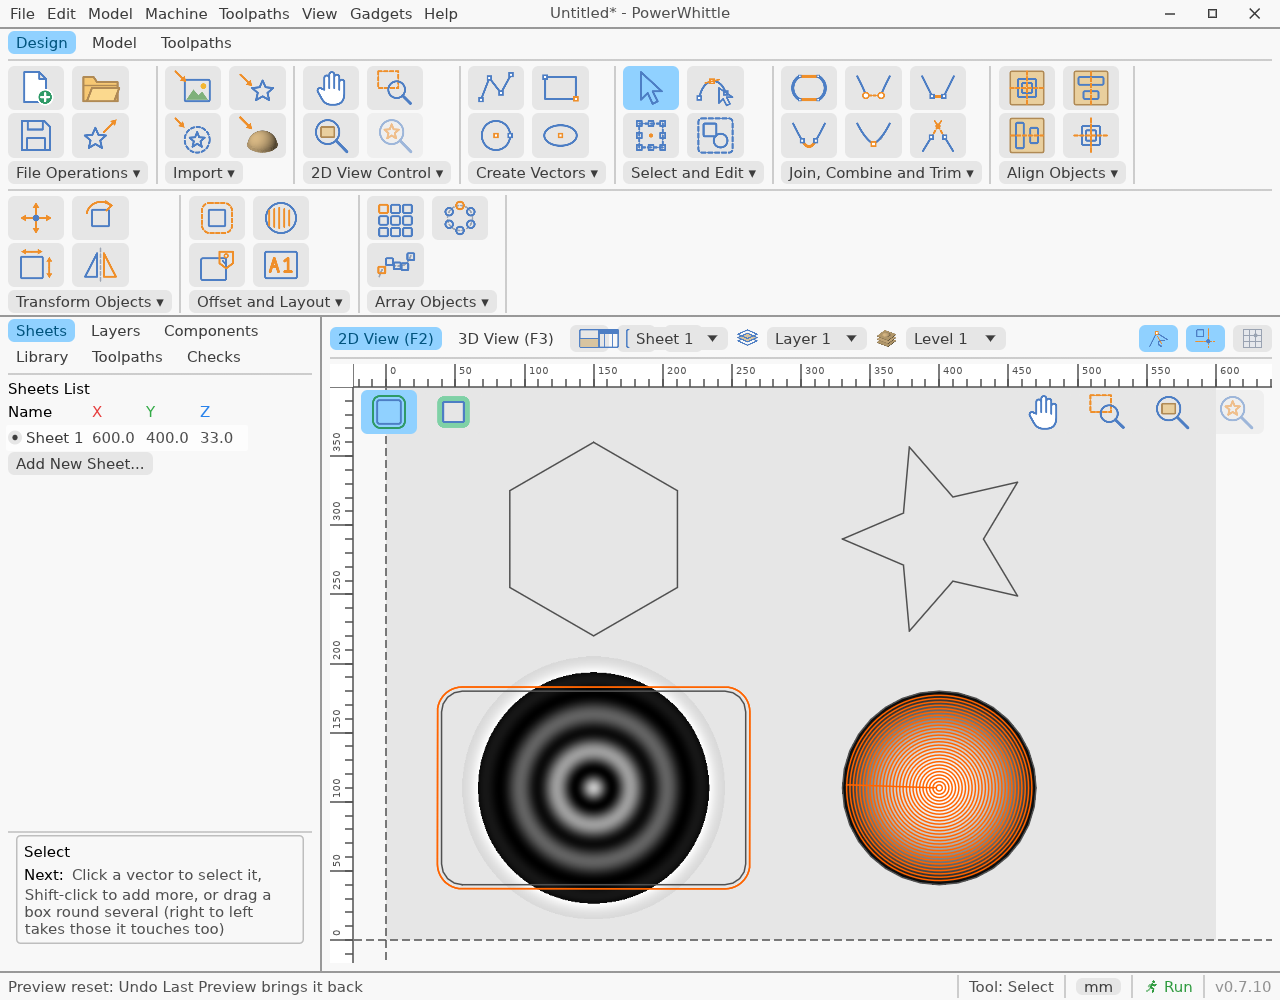 File Edit Model Machine Toolpaths View Gadgets Help
Untitled* - PowerWhittle
Design Model Toolpaths
File Operations ▾
Import ▾
2D View Control ▾
Create Vectors ▾
Select and Edit ▾
Join, Combine and Trim ▾
Align Objects ▾
Transform Objects ▾
Offset and Layout ▾
Array Objects ▾
Sheets Layers Components
Library Toolpaths Checks
Sheets List
Name X Y Z
Sheet 1 600.0 400.0 33.0
Add New Sheet...
Select
Next: Click a vector to select it,
Shift-click to add more, or drag a
box round several (right to left
takes those it touches too)
2D View (F2) 3D View (F3) Sheet 1 Layer 1 Level 1
0 50 100 150 200 250 300 350 400 450 500 550 600
350
300
250
200
150
100
50
0
A1
Preview reset: Undo Last Preview brings it back
Tool: Select mm Run v0.7.10